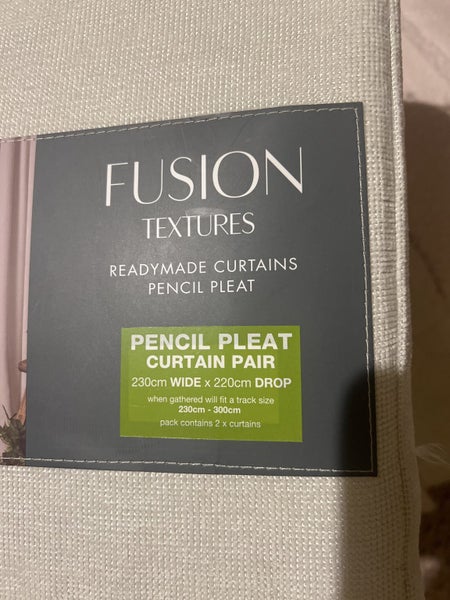 FUSION
TEXTURES
READYMADE CURTAINS
PENCIL PLEAT
PENCIL PLEAT
CURTAIN PAIR
230cm WIDE x 220cm DROP
when gathered will fit a track size
230cm - 300cm
pack contains 2 x curtains